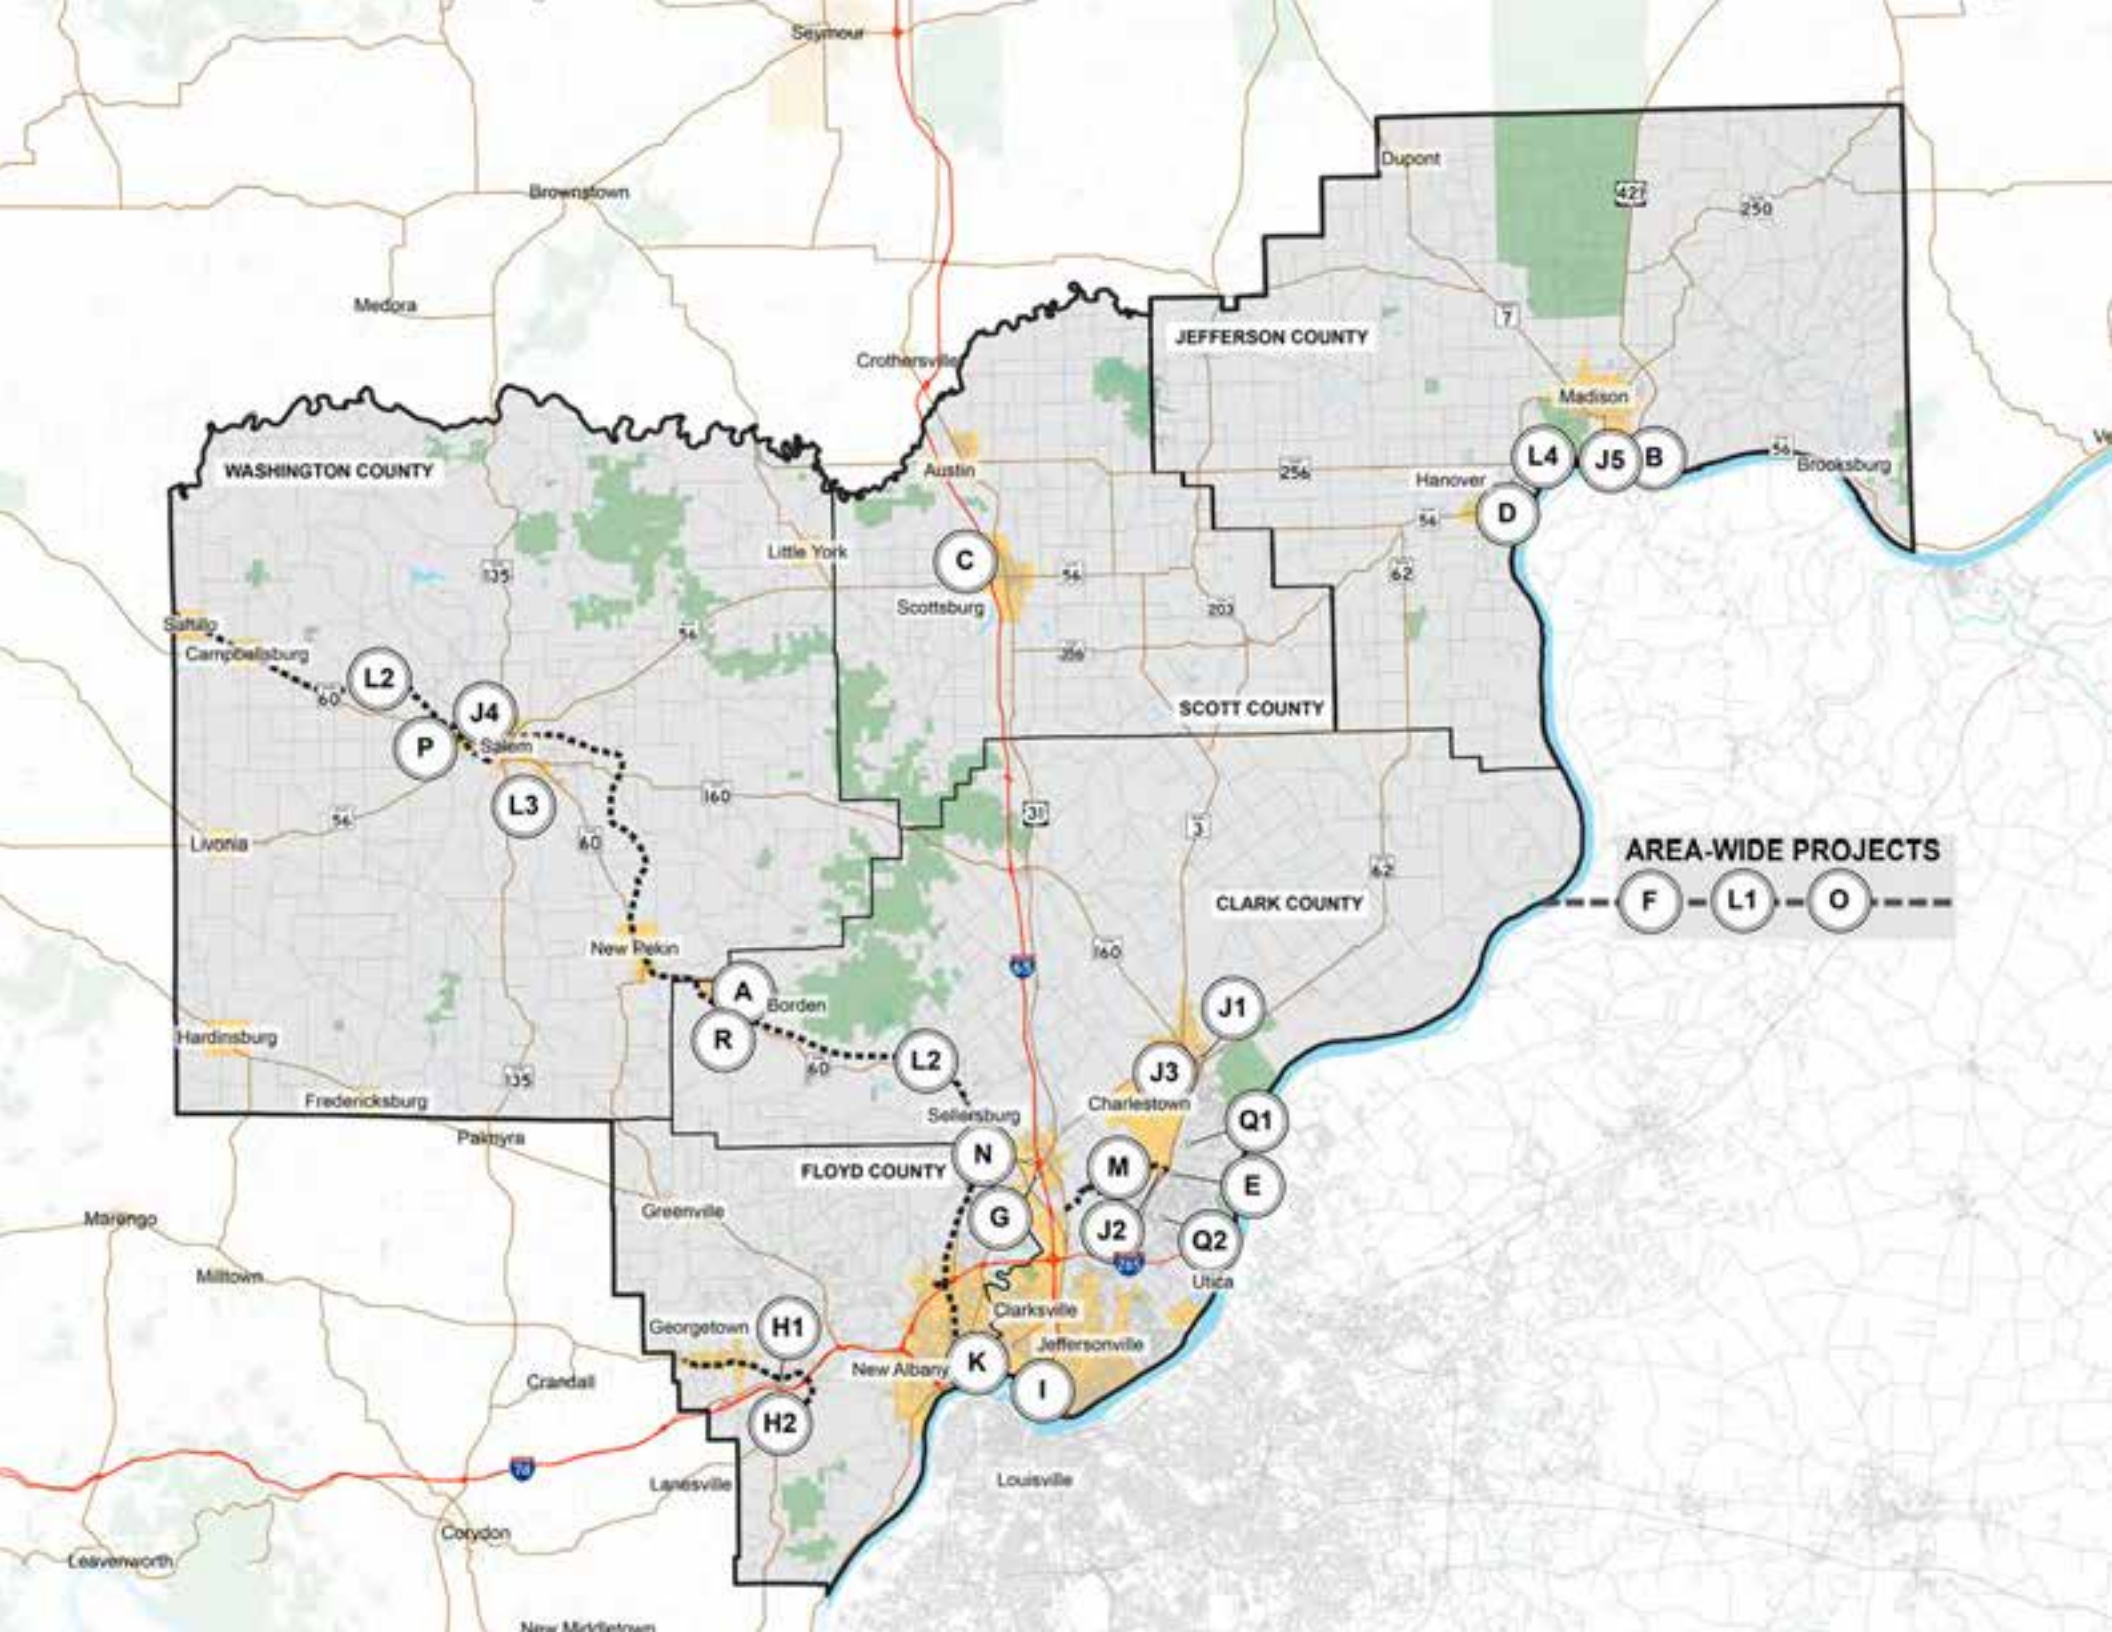 Seymour
Dupont
421
250
Brownstown
Medora
7
JEFFERSON COUNTY
Crothersville
Madison
WASHINGTON COUNTY
Austin
256
L4
J5
B
56
Brooksburg
Hanover
D
56
Little York
C
56
135
62
Scottsburg
203
Saltillo
Campbellsburg
56
356
L2
60
J4
SCOTT COUNTY
P
Salem
L3
160
31
3
56
60
Livonia
AREA-WIDE PROJECTS
F
L1
O
62
CLARK COUNTY
New Pekin
160
65
A
Borden
J1
Hardinsburg
R
60
L2
J3
135
Fredericksburg
Sellersburg
Charlestown
Q1
Palmyra
FLOYD COUNTY
N
M
E
Marengo
Greenville
G
J2
Q2
265
Milltown
Utica
Clarksville
Georgetown
H1
Jeffersonville
New Albany
K
I
Crandall
H2
Lanesville
Louisville
Corydon
Leavenworth
New Middletown